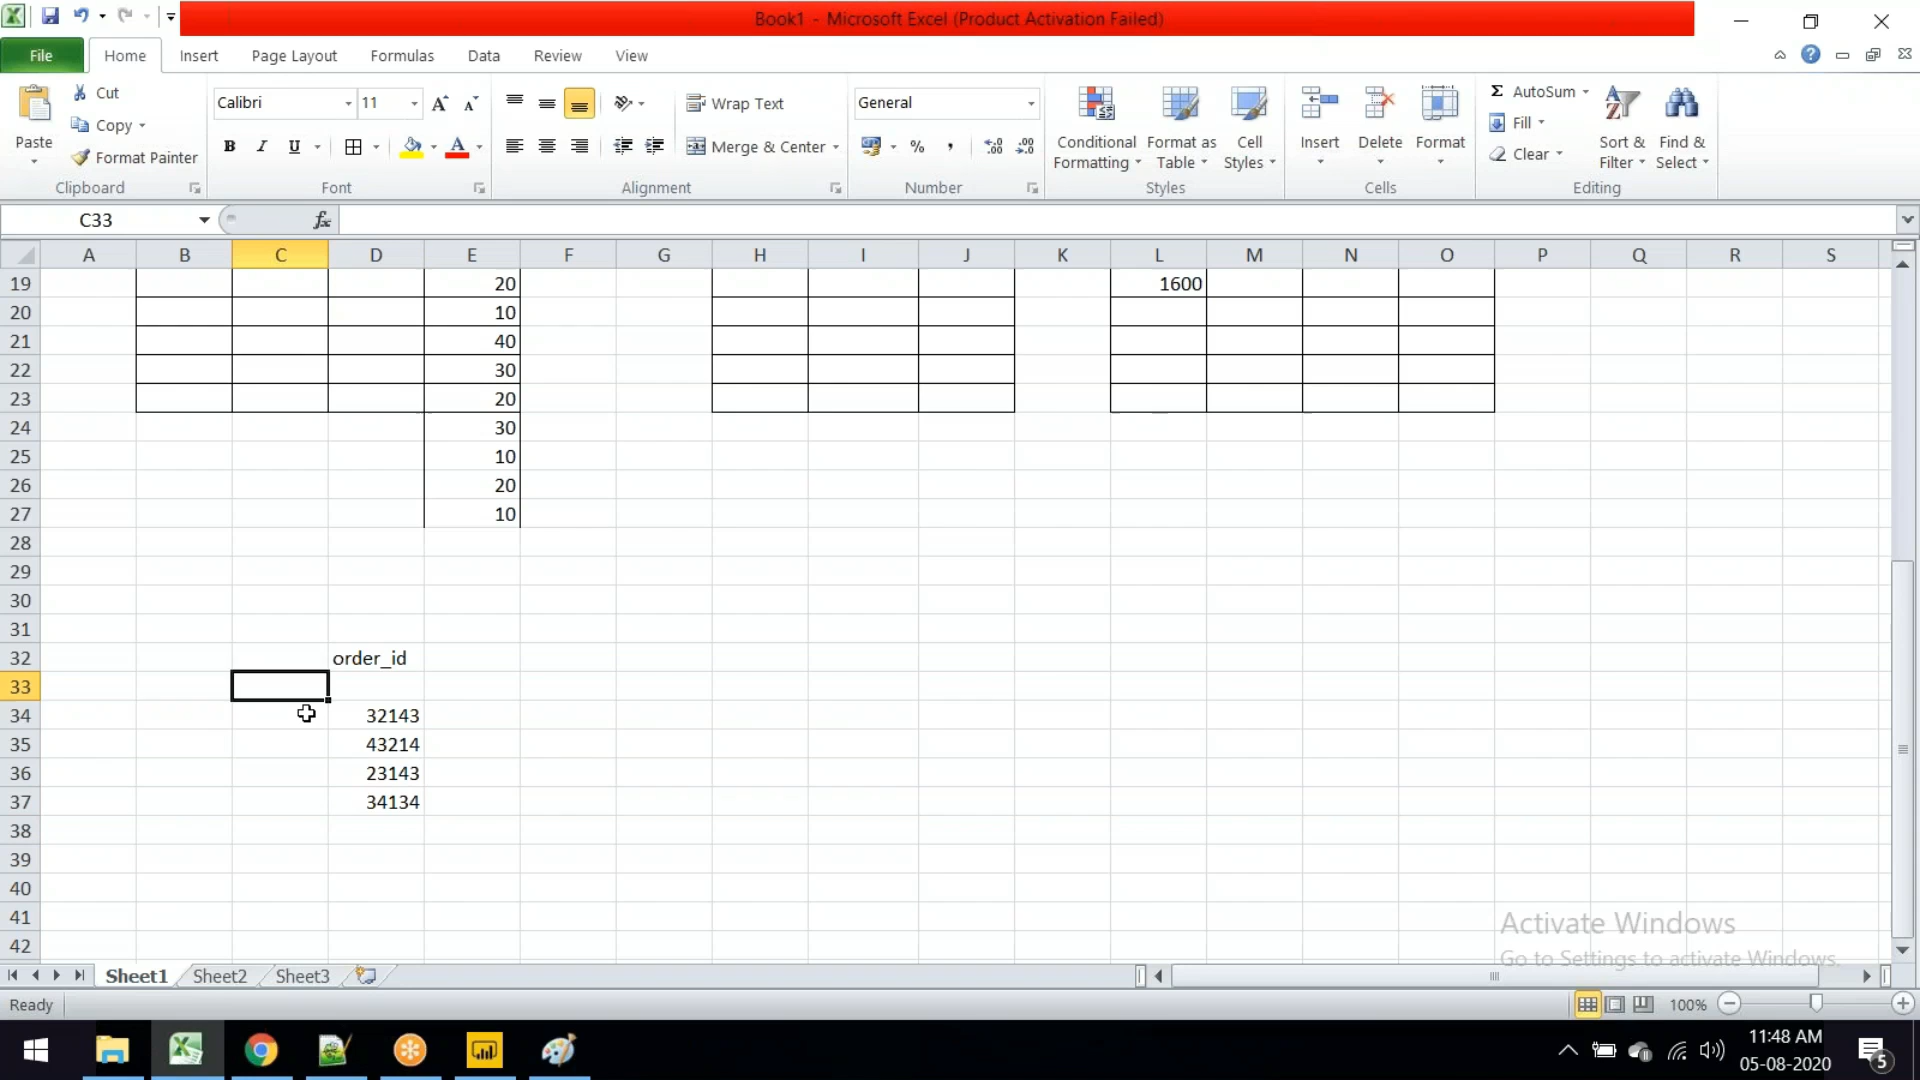 Book1 - Microsoft Excel (Product Activation Failed)
File Home Insert Page Layout Formulas Data Review View
Paste
Cut
Copy
Format Painter
Clipboard
Calibri 11
B I U
Font
Wrap Text
Merge & Center
Alignment
General
Number
Conditional Formatting
Format as Table
Cell Styles
Styles
Insert Delete Format
Cells
AutoSum
Fill
Clear
Sort & Filter
Find & Select
Editing
C33 fx
A B C D E F G H I J K L M N O P Q R S
19 20 1600
20 10
21 40
22 30
23 20
24 30
25 10
26 20
27 10
28
29
30
31
32 order_id
33
34 32143
35 43214
36 23143
37 34134
38
39
40
41
42
Activate Windows
Go to Settings to activate Windows.
Sheet1 Sheet2 Sheet3
Ready 100%
11:48 AM
05-08-2020
5